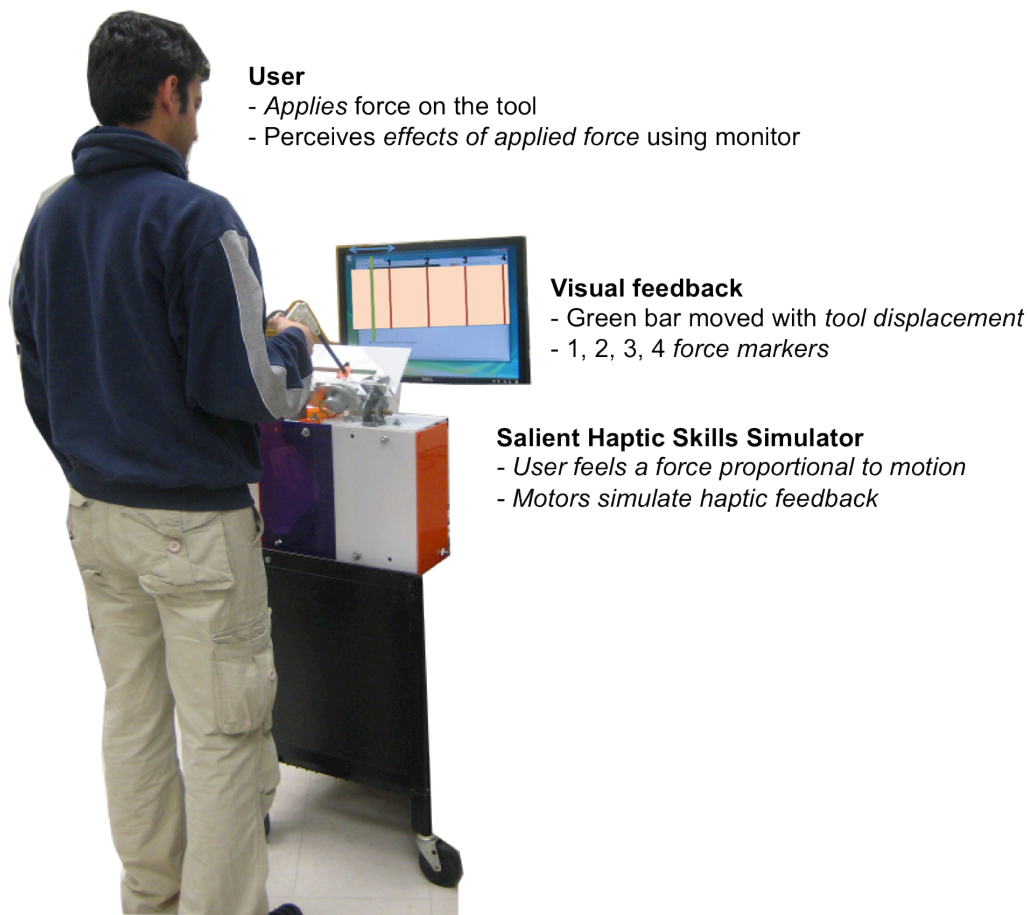 User
- Applies force on the tool
- Perceives effects of applied force using monitor
1 2 3 4
Visual feedback
- Green bar moved with tool displacement
- 1, 2, 3, 4 force markers
DELL
Salient Haptic Skills Simulator
- User feels a force proportional to motion
- Motors simulate haptic feedback